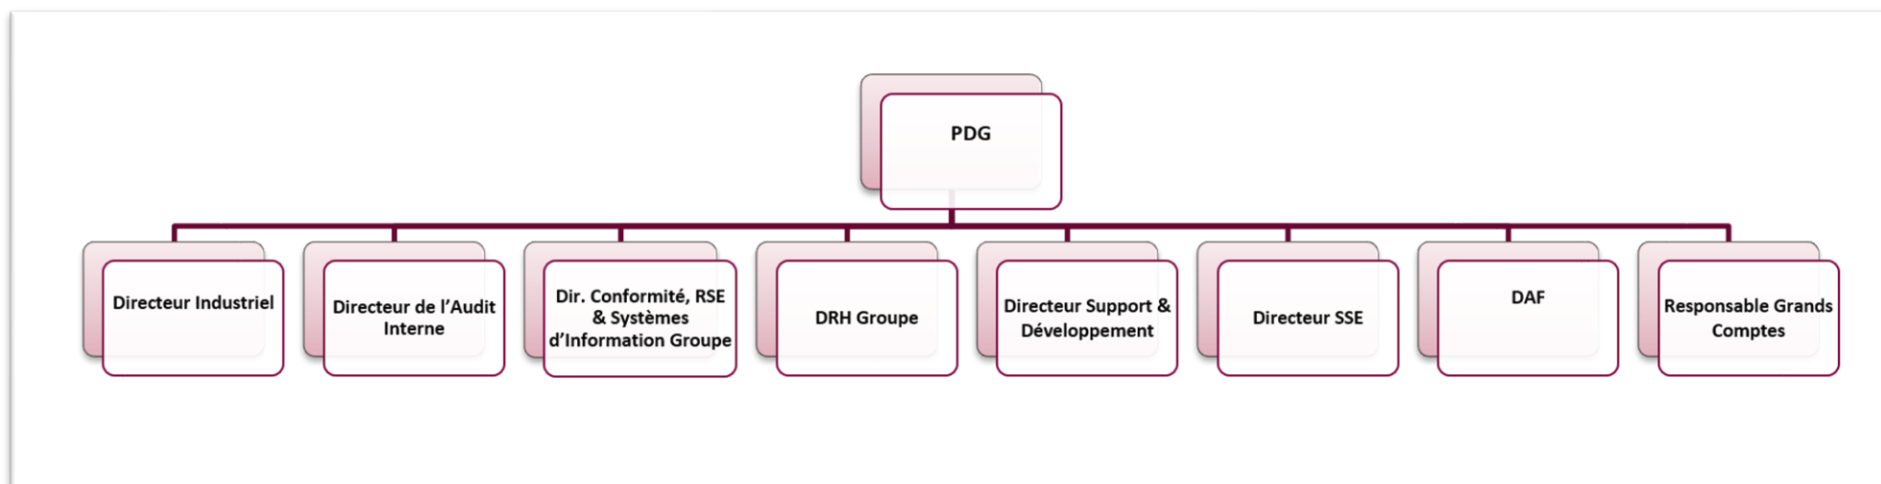 PDG
Directeur Industriel
Directeur de l’Audit
Interne
Dir. Conformité, RSE
& Systèmes
d’Information Groupe
DRH Groupe
Directeur Support &
Développement
Directeur SSE
DAF
Responsable Grands
Comptes